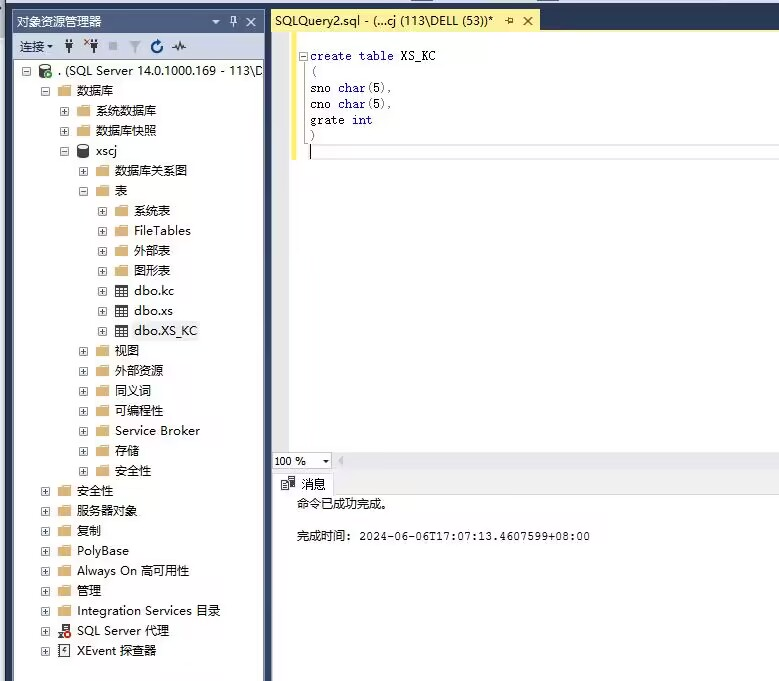 对象资源管理器
连接
. (SQL Server 14.0.1000.169 - 113\D
数据库
系统数据库
数据库快照
xscj
数据库关系图
表
系统表
FileTables
外部表
图形表
dbo.kc
dbo.xs
dbo.XS_KC
视图
外部资源
同义词
可编程性
Service Broker
存储
安全性
安全性
服务器对象
复制
PolyBase
Always On 高可用性
管理
Integration Services 目录
SQL Server 代理
XEvent 探查器
SQLQuery2.sql - (...cj (113\DELL (53))*
create table XS_KC
(
sno char(5),
cno char(5),
grate int
)
100 %
消息
命令已成功完成。
完成时间: 2024-06-06T17:07:13.4607599+08:00